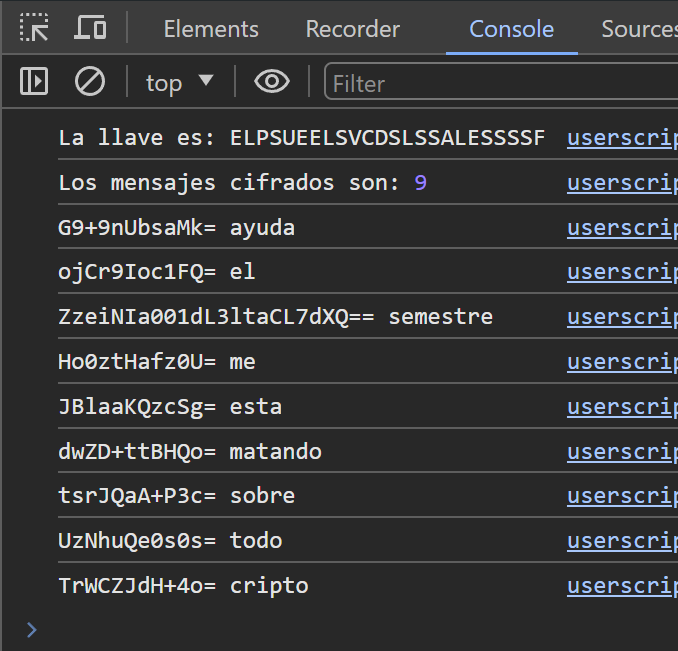 Elements Recorder Console Sources
top Filter
La llave es: ELPSUEELSVCDSLSSALESSSSF userscrip
Los mensajes cifrados son: 9 userscrip
G9+9nUbsaMk= ayuda userscrip
ojCr9Ioc1FQ= el userscrip
ZzeiNIa001dL3ltaCL7dXQ== semestre userscrip
Ho0ztHafz0U= me userscrip
JBlaaKQzcSg= esta userscrip
dwZD+ttBHQo= matando userscrip
tsrJQaA+P3c= sobre userscrip
UzNhuQe0s0s= todo userscrip
TrWCZJdH+4o= cripto userscrip